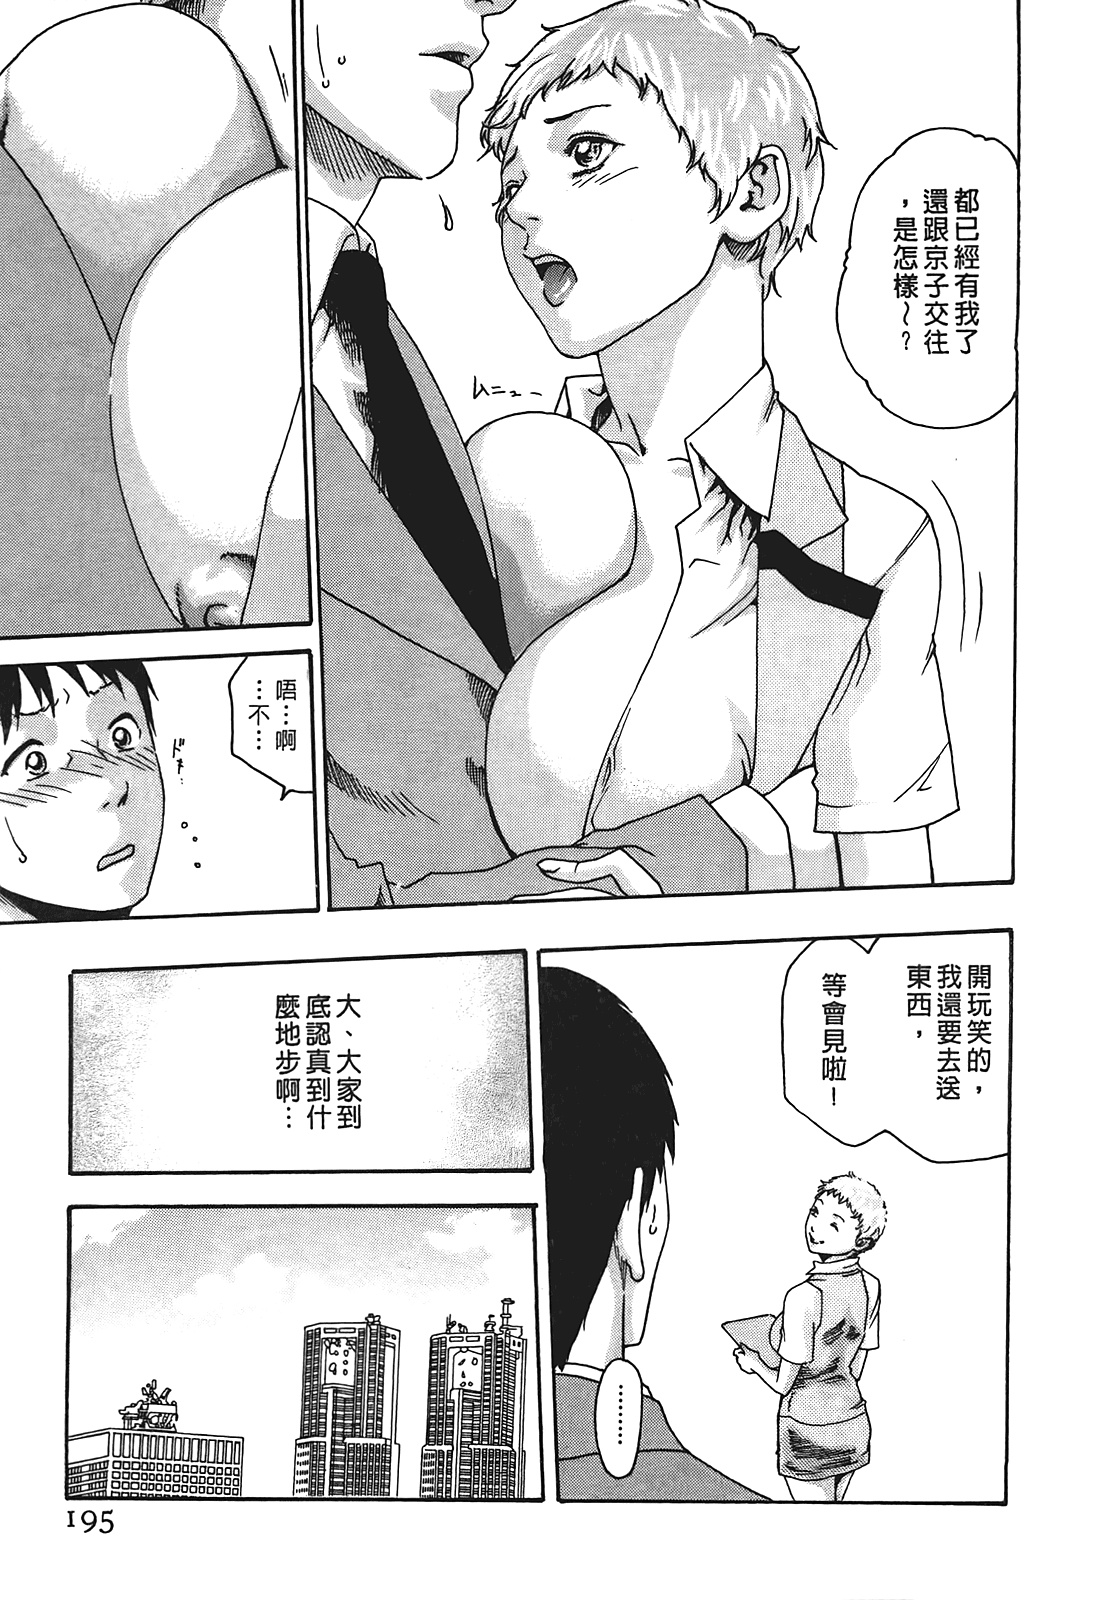 都已經有我了
還跟京子交往
，是怎樣～？
ムニュー
唔…啊
…不…
ドキ…
開玩笑的，
我還要去送
東西，
等會見啦！
………
大、大家到
底認真到什
麼地步啊…
195